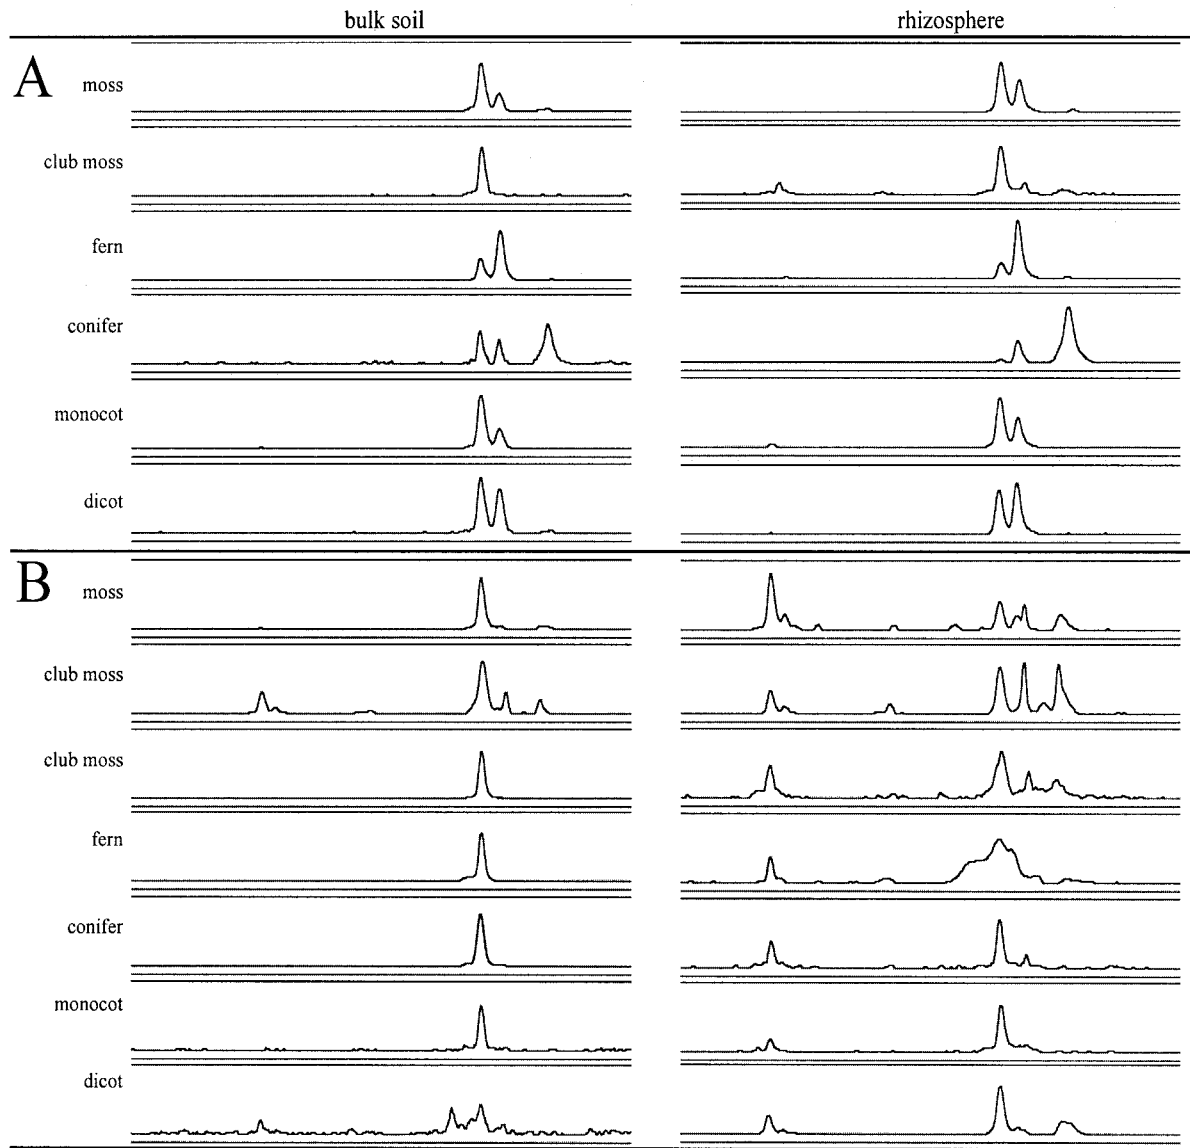 bulk soil rhizosphere
A
moss
club moss
fern
conifer
monocot
dicot
B
moss
club moss
club moss
fern
conifer
monocot
dicot